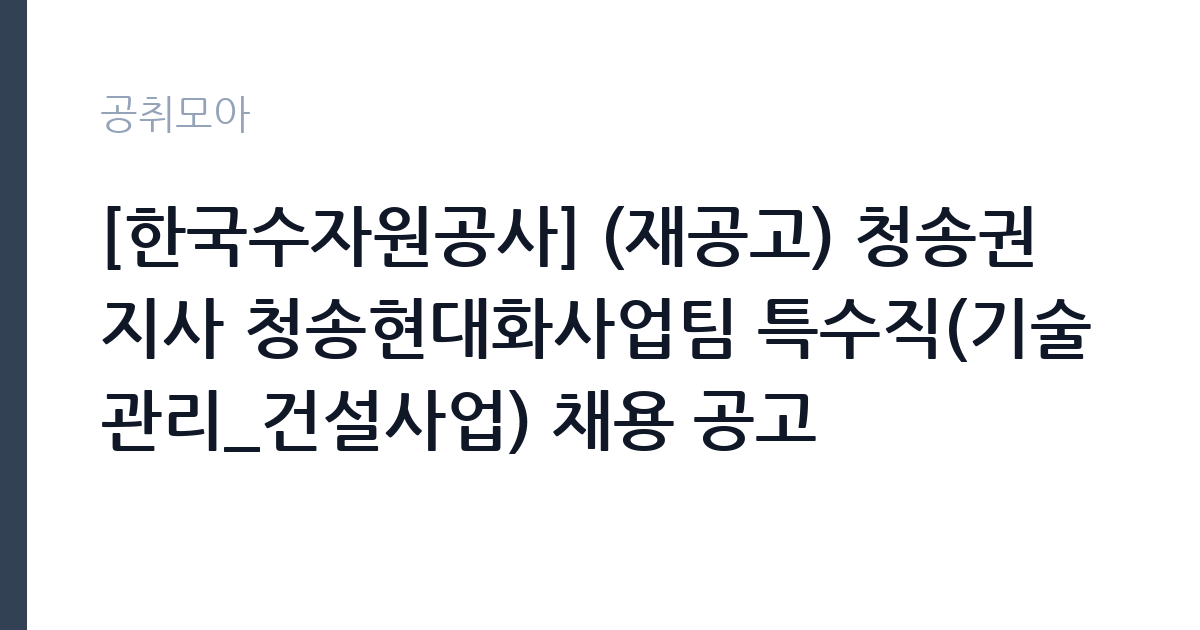 공취모아
[한국수자원공사] (재공고) 청송권
지사 청송현대화사업팀 특수직(기술
관리_건설사업) 채용 공고